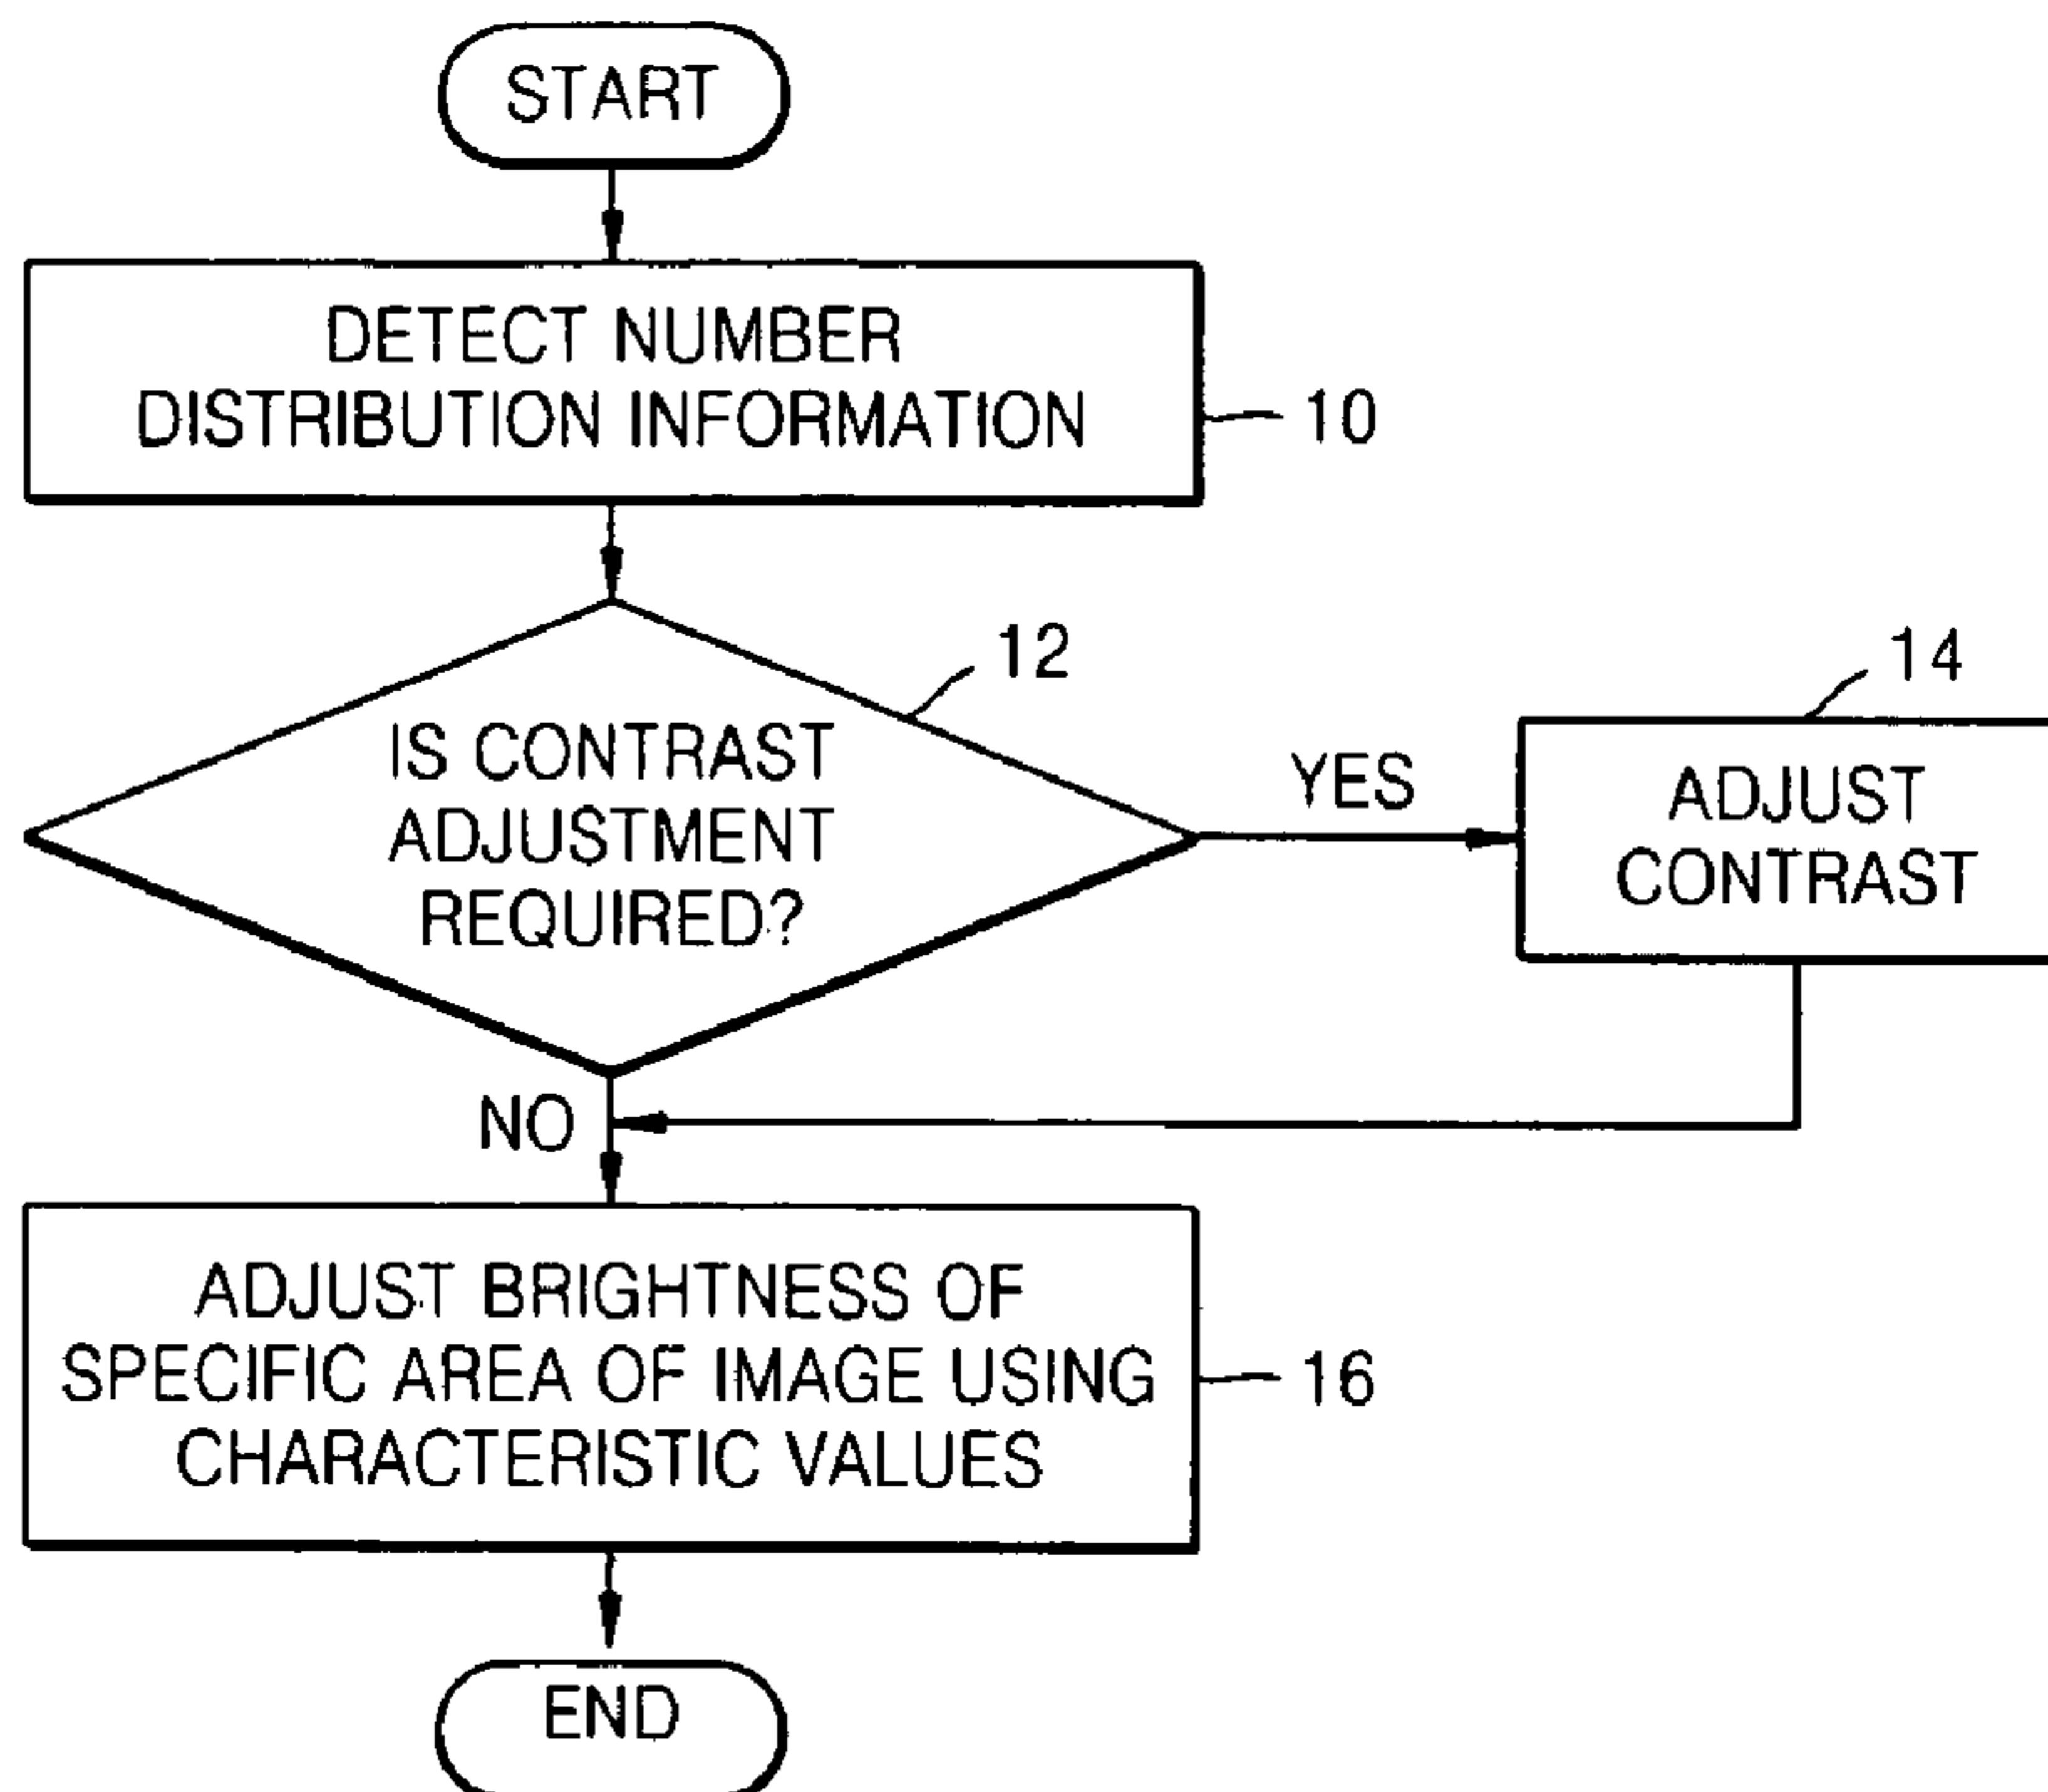 START
DETECT NUMBER
DISTRIBUTION INFORMATION
10
12
IS CONTRAST
ADJUSTMENT
REQUIRED?
YES
14
ADJUST
CONTRAST
NO
ADJUST BRIGHTNESS OF
SPECIFIC AREA OF IMAGE USING
CHARACTERISTIC VALUES
16
END